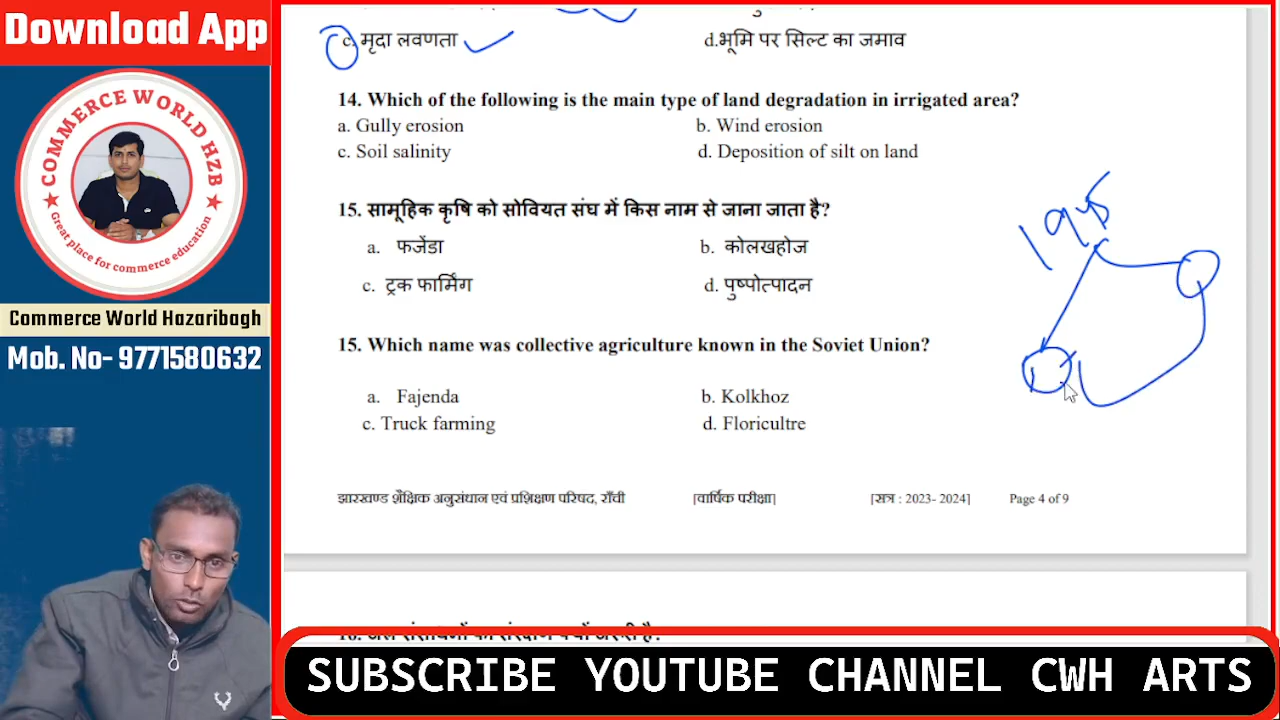 Download App
COMMERCE WORLD HZB
Great place for commerce education
Commerce World Hazaribagh
Mob. No- 9771580632
c. मृदा लवणता
d.भूमि पर सिल्ट का जमाव
14. Which of the following is the main type of land degradation in irrigated area?
a. Gully erosion
b. Wind erosion
c. Soil salinity
d. Deposition of silt on land
15. सामूहिक कृषि को सोवियत संघ में किस नाम से जाना जाता है?
a. फजेंडा
b. कोलखहोज
c. ट्रक फार्मिंग
d. पुष्पोत्पादन
15. Which name was collective agriculture known in the Soviet Union?
a. Fajenda
b. Kolkhoz
c. Truck farming
d. Floricultre
झारखण्ड शैक्षिक अनुसंधान एवं प्रशिक्षण परिषद, राँची
[वार्षिक परीक्षा]
[सत्र : 2023- 2024]
Page 4 of 9
SUBSCRIBE YOUTUBE CHANNEL CWH ARTS